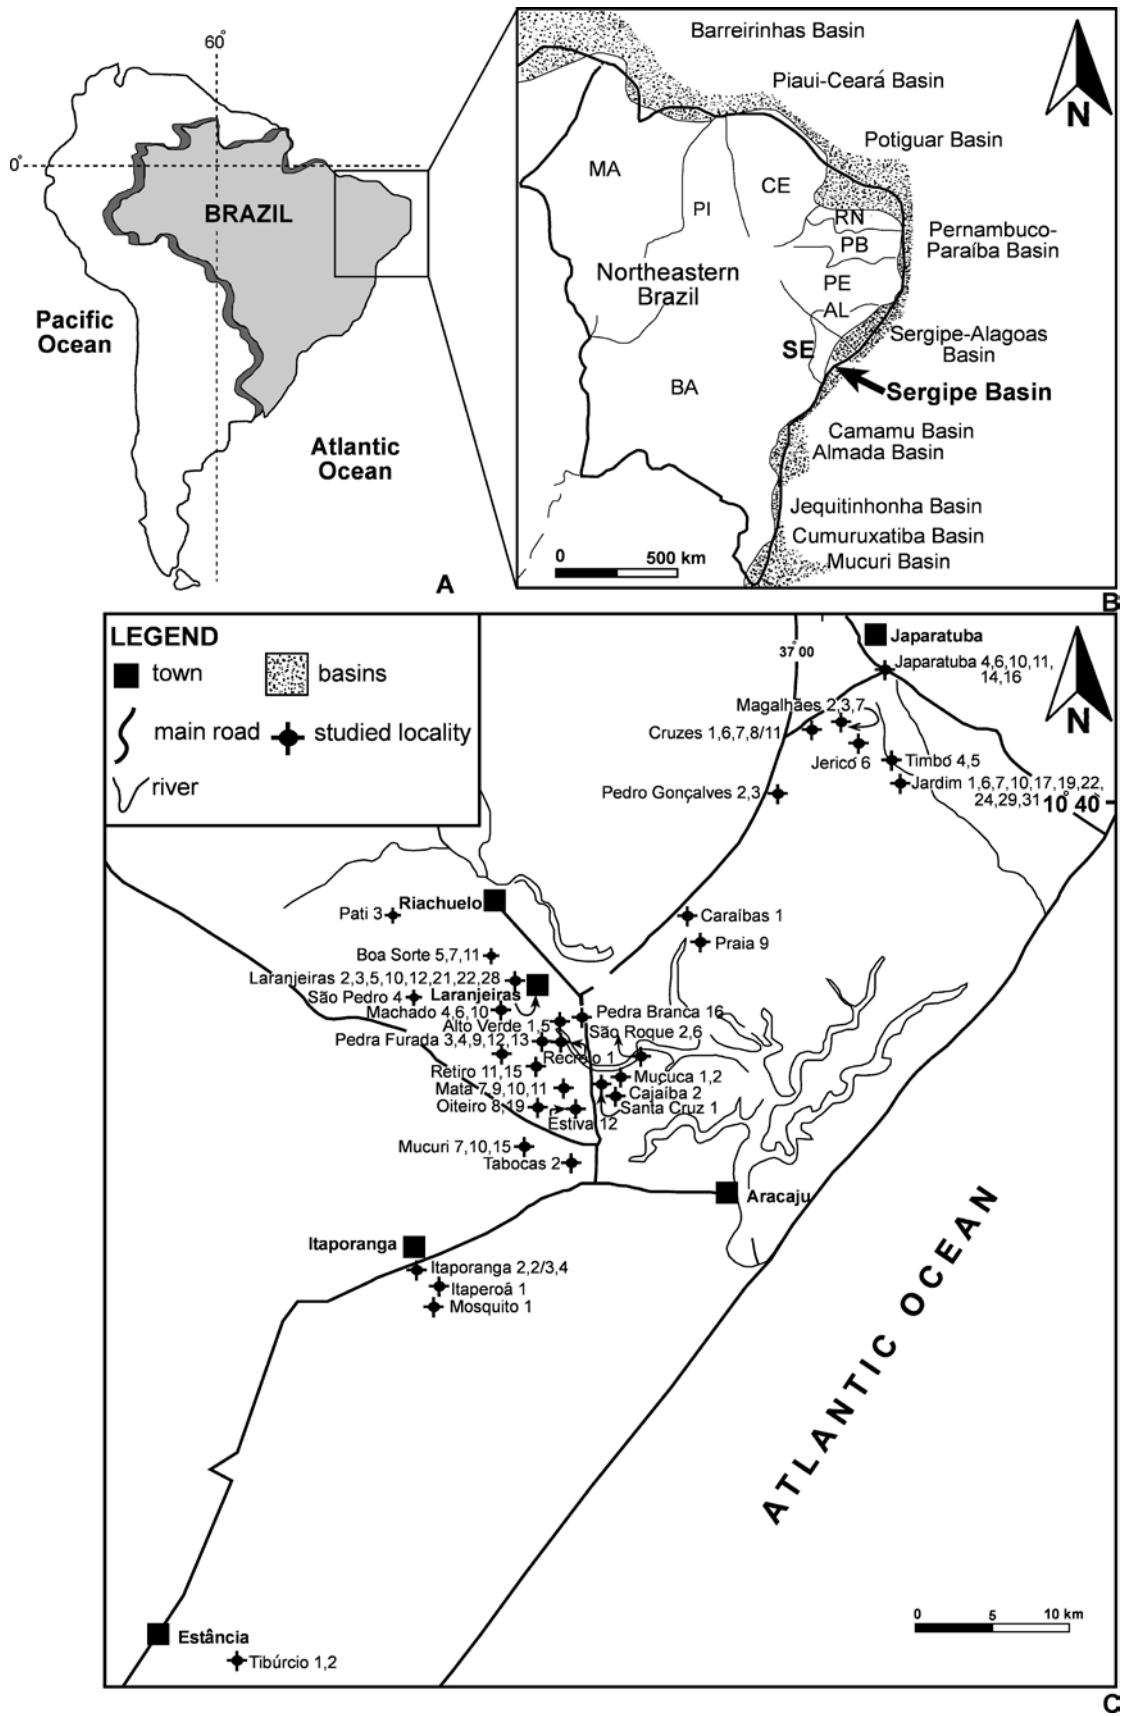 60°
0°
BRAZIL
Pacific
Ocean
Atlantic
Ocean
A
Barreirinhas Basin
Piaui-Ceará Basin
N
Potiguar Basin
MA
CE
PI
RN
Pernambuco-
Paraíba Basin
PB
Northeastern
Brazil
PE
AL
Sergipe-Alagoas
Basin
SE
BA
Sergipe Basin
Camamu Basin
Almada Basin
Jequitinhonha Basin
Cumuruxatiba Basin
Mucuri Basin
0 500 km
B
LEGEND
town
basins
main road
studied locality
river
37°00
Japaratuba
Japaratuba 4,6,10,11,
14,16
N
Magalhães 2,3,7
Cruzes 1,6,7,8/11
Jericó 6
Timbó 4,5
Jardim 1,6,7,10,17,19,22,
24,29,31
10°40'
Pedro Gonçalves 2,3
Riachuelo
Pati 3
Caraíbas 1
Praia 9
Boa Sorte 5,7,11
Laranjeiras 2,3,5,10,12,21,22,28
São Pedro 4
Laranjeiras
Machado 4,6,10
Pedra Branca 16
Alto Verde 1,5
São Roque 2,6
Pedra Furada 3,4,9,12,13
Recreio 1
Retiro 11,15
Muçuca 1,2
Mata 7,9,10,11
Cajaíba 2
Oiteiro 8,19
Santa Cruz 1
Estiva 12
Mucuri 7,10,15
Tabocas 2
Aracaju
Itaporanga
Itaporanga 2,2/3,4
Itaperoá 1
Mosquito 1
ATLANTIC OCEAN
0 5 10 km
Estância
Tibúrcio 1,2
C